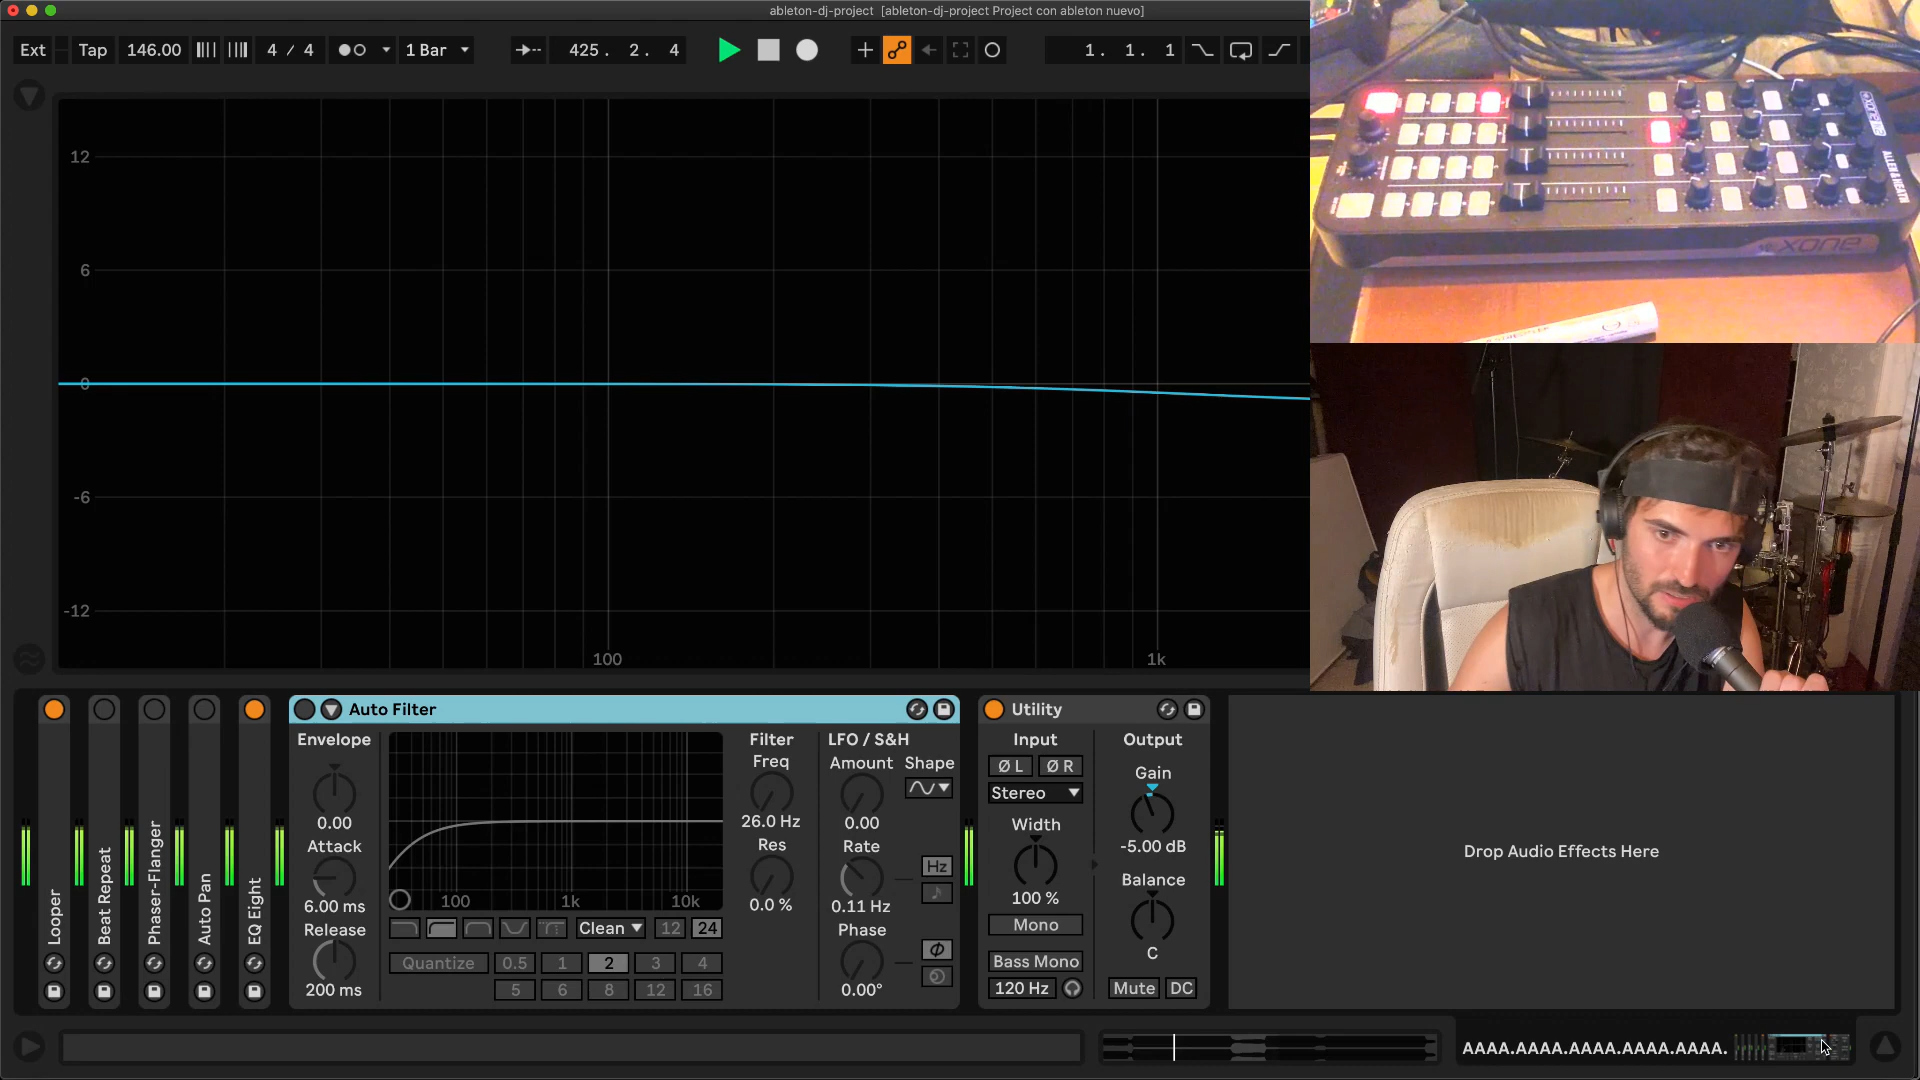 ableton-dj-project  [ableton-dj-project Project con ableton nuevo]
Ext Tap 146.00 4 / 4 1 Bar 425. 2. 4 1. 1. 1
12
6
0
-6
-12
100 1k
XONE
ALLEN & HEATH
Looper
Beat Repeat
Phaser-Flanger
Auto Pan
EQ Eight
Auto Filter
Envelope
0.00
Attack
6.00 ms
Release
200 ms
100 1k 10k
Clean 12 24
Quantize 0.5 1 2 3 4
5 6 8 12 16
Filter
Freq
26.0 Hz
Res
0.0 %
LFO / S&H
Amount Shape
0.00
Rate
Hz
0.11 Hz
Phase
0.00°
Utility
Input
Ø L Ø R
Stereo
Width
100 %
Mono
Bass Mono
120 Hz
Output
Gain
-5.00 dB
Balance
C
Mute DC
Drop Audio Effects Here
AAAA.AAAA.AAAA.AAAA.AAAA.